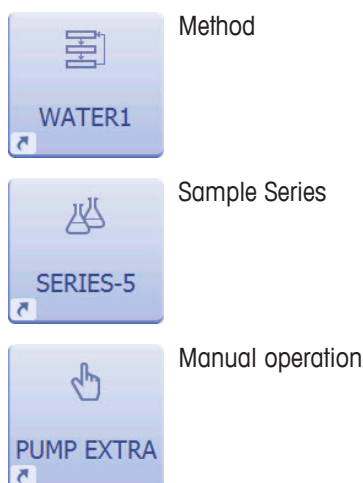 Method
WATER1
Sample Series
SERIES-5
Manual operation
PUMP EXTRA